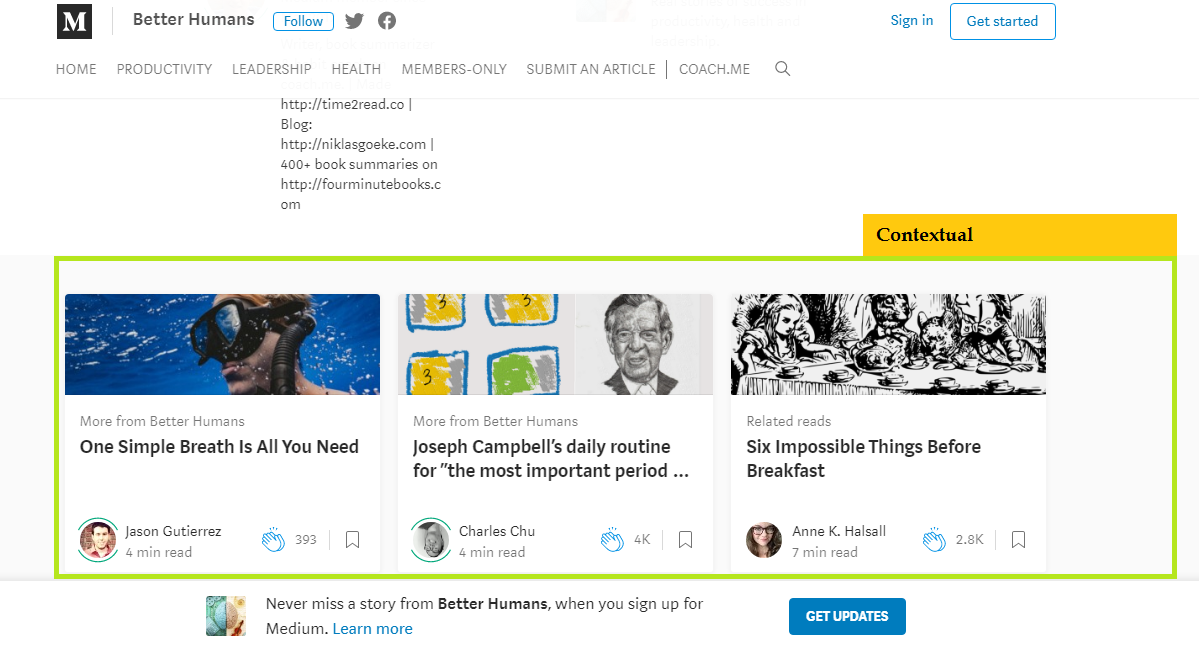 M
Better Humans
Follow
Sign in
Get started
HOME
PRODUCTIVITY
LEADERSHIP
HEALTH
MEMBERS-ONLY
SUBMIT AN ARTICLE
COACH.ME
http://time2read.co |
Blog:
http://niklasgoeke.com |
400+ book summaries on
http://fourminutebooks.c
om
Contextual
3
3
3
More from Better Humans
One Simple Breath Is All You Need
Jason Gutierrez
4 min read
393
More from Better Humans
Joseph Campbell’s daily routine
for ”the most important period ...
Charles Chu
4 min read
4K
Related reads
Six Impossible Things Before
Breakfast
Anne K. Halsall
7 min read
2.8K
Never miss a story from Better Humans, when you sign up for
Medium. Learn more
GET UPDATES